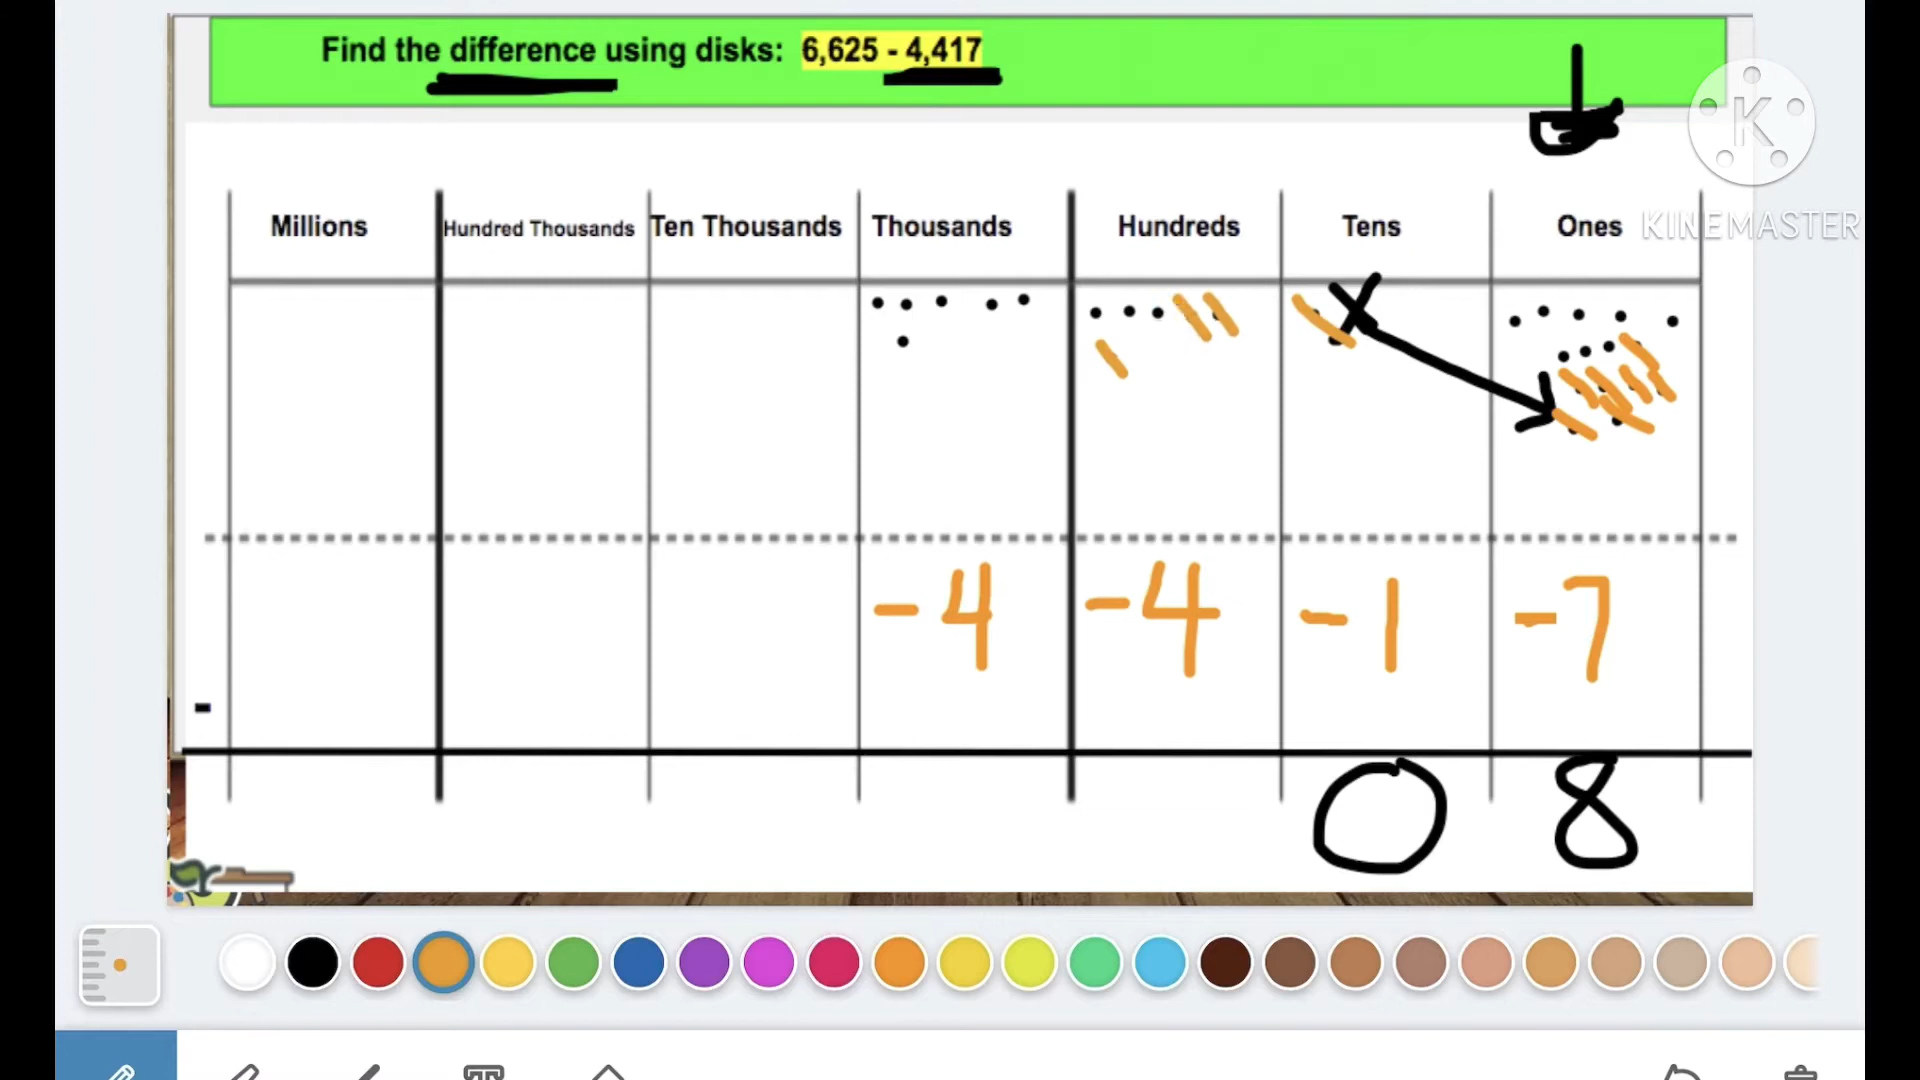 Find the difference using disks: 6,625 - 4,417
K
KINEMASTER
Millions Hundred Thousands Ten Thousands Thousands Hundreds Tens Ones
-4 -4 -1 -7
-
0 8